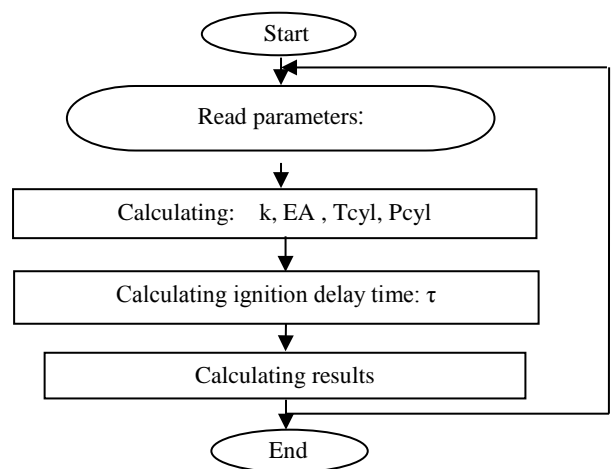 Start
Read parameters:
Calculating: k, EA , Tcyl, Pcyl
Calculating ignition delay time: τ
Calculating results
End